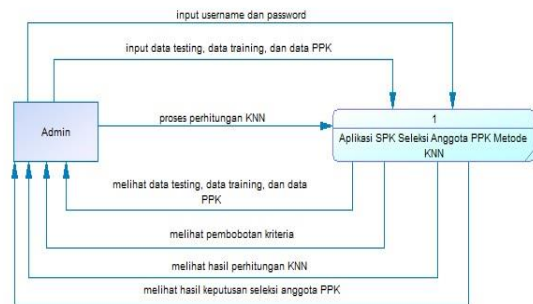 input username dan password
input data testing, data training, dan data PPK
Admin
proses perhitungan KNN
1
Aplikasi SPK Seleksi Anggota PPK Metode
KNN
melihat data testing, data training, dan data
PPK
melihat pembobotan kriteria
melihat hasil perhitungan KNN
melihat hasil keputusan seleksi anggota PPK